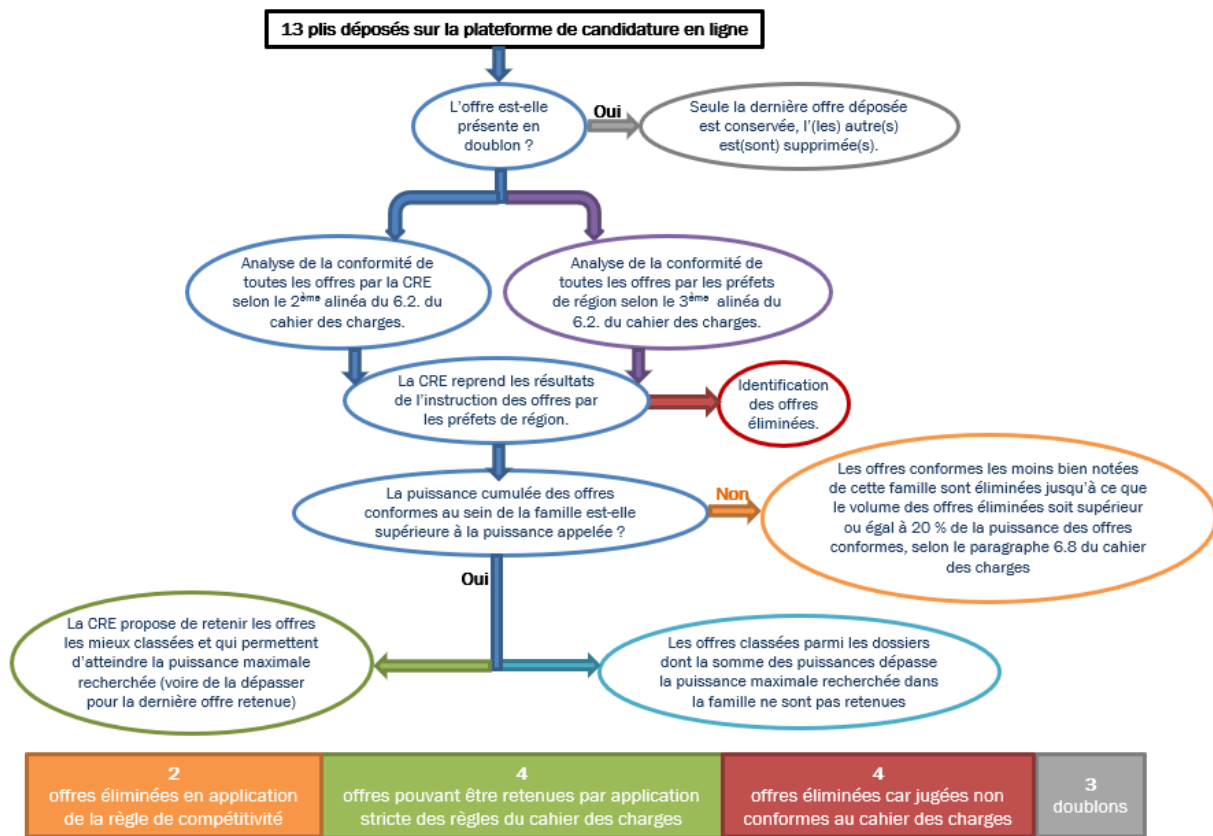 13 plis déposés sur la plateforme de candidature en ligne
L'offre est-elle
présente en
doublon ?
Oui
Seule la dernière offre déposée
est conservée, l'(les) autre(s)
est(sont) supprimée(s).
Analyse de la conformité de
toutes les offres par la CRE
selon le 2ème alinéa du 6.2. du
cahier des charges.
Analyse de la conformité de
toutes les offres par les préfets
de région selon le 3ème alinéa du
6.2. du cahier des charges.
La CRE reprend les résultats
de l'instruction des offres par
les préfets de région.
Identification
des offres
éliminées.
La puissance cumulée des offres
conformes au sein de la famille est-elle
supérieure à la puissance appelée ?
Non
Les offres conformes les moins bien notées
de cette famille sont éliminées jusqu'à ce que
le volume des offres éliminées soit supérieur
ou égal à 20 % de la puissance des offres
conformes, selon le paragraphe 6.8 du cahier
des charges
Oui
La CRE propose de retenir les offres
les mieux classées et qui permettent
d'atteindre la puissance maximale
recherchée (voire de la dépasser
pour la dernière offre retenue)
Les offres classées parmi les dossiers
dont la somme des puissances dépasse
la puissance maximale recherchée dans
la famille ne sont pas retenues
2
offres éliminées en application
de la règle de compétitivité
4
offres pouvant être retenues par application
stricte des règles du cahier des charges
4
offres éliminées car jugées non
conformes au cahier des charges
3
doublons